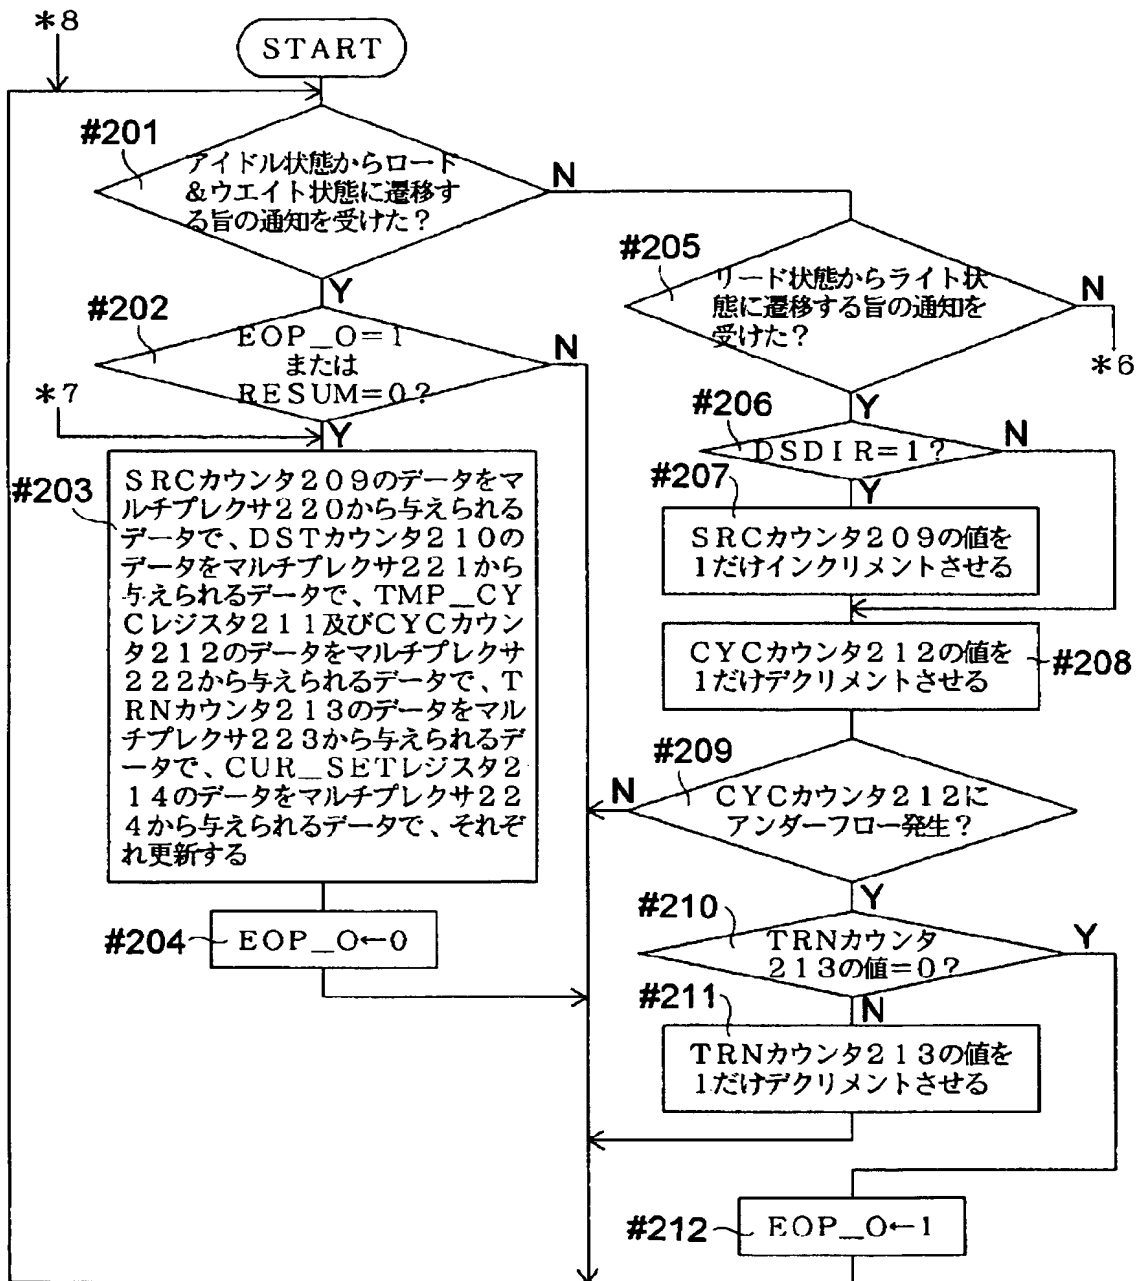 *8
START
#201
アイドル状態からロード
&ウエイト状態に遷移す
る旨の通知を受けた?
N
Y
#202
EOP_O=1
または
RESUM=0?
N
*7
Y
#203
SRCカウンタ209のデータをマ
ルチプレクサ220から与えられる
データで、DSTカウンタ210の
データをマルチプレクサ221から
与えられるデータで、TMP_CY
Cレジスタ211及びCYCカウン
タ212のデータをマルチプレクサ
222から与えられるデータで、T
RNカウンタ213のデータをマル
チプレクサ223から与えられるデ
ータで、CUR_SETレジスタ2
14のデータをマルチプレクサ22
4から与えられるデータで、それぞ
れ更新する
#204
EOP_O←0
#205
リード状態からライト状
態に遷移する旨の通知を
受けた?
N
*6
Y
#206
DSDIR=1?
N
Y
#207
SRCカウンタ209の値を
1だけインクリメントさせる
CYCカウンタ212の値を
1だけデクリメントさせる
#208
#209
N
CYCカウンタ212に
アンダーフロー発生?
Y
#210
TRNカウンタ
213の値=0?
Y
N
#211
TRNカウンタ213の値を
1だけデクリメントさせる
#212
EOP_O←1